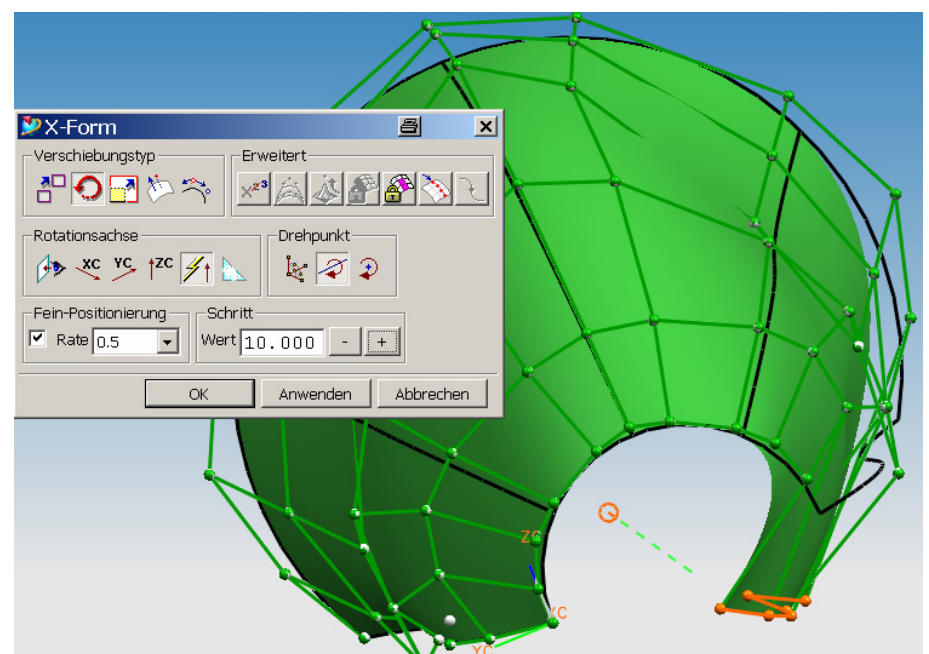 X-Form
Verschiebungstyp
Erweitert
x²³
Rotationsachse
Drehpunkt
XC YC ZC
Fein-Positionierung
Schritt
Rate 0.5
Wert 10.000 - +
OK Anwenden Abbrechen
ZC
XC
YC